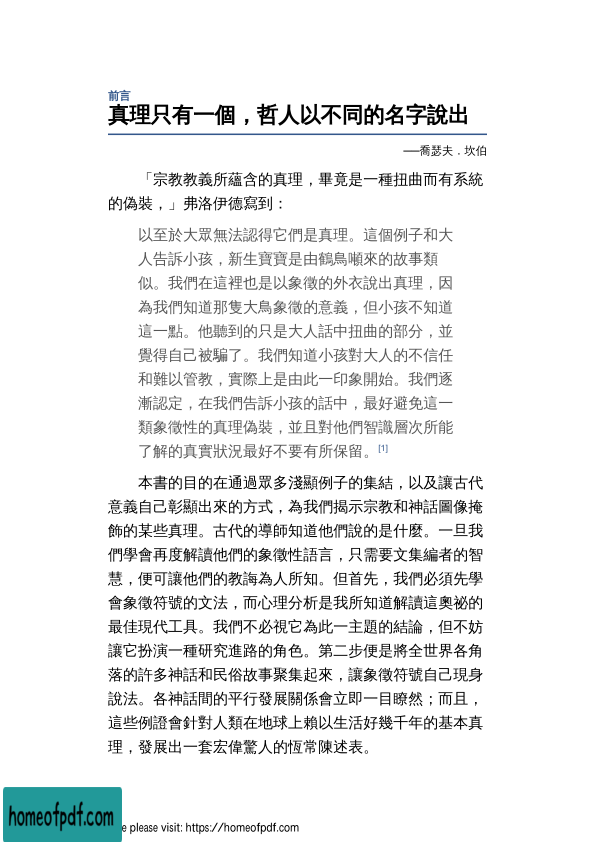 前言
真理只有一個，哲人以不同的名字說出
──喬瑟夫．坎伯
「宗教教義所蘊含的真理，畢竟是一種扭曲而有系統
的偽裝，」弗洛伊德寫到：
以至於大眾無法認得它們是真理。這個例子和大
人告訴小孩，新生寶寶是由鶴鳥啣來的故事類
似。我們在這裡也是以象徵的外衣說出真理，因
為我們知道那隻大鳥象徵的意義，但小孩不知道
這一點。他聽到的只是大人話中扭曲的部分，並
覺得自己被騙了。我們知道小孩對大人的不信任
和難以管教，實際上是由此一印象開始。我們逐
漸認定，在我們告訴小孩的話中，最好避免這一
類象徵性的真理偽裝，並且對他們智識層次所能
了解的真實狀況最好不要有所保留。[1]
本書的目的在通過眾多淺顯例子的集結，以及讓古代
意義自己彰顯出來的方式，為我們揭示宗教和神話圖像掩
飾的某些真理。古代的導師知道他們說的是什麼。一旦我
們學會再度解讀他們的象徵性語言，只需要文集編者的智
慧，便可讓他們的教誨為人所知。但首先，我們必須先學
會象徵符號的文法，而心理分析是我所知道解讀這奧祕的
最佳現代工具。我們不必視它為此一主題的結論，但不妨
讓它扮演一種研究進路的角色。第二步便是將全世界各角
落的許多神話和民俗故事聚集起來，讓象徵符號自己現身
說法。各神話間的平行發展關係會立即一目瞭然；而且，
這些例證會針對人類在地球上賴以生活好幾千年的基本真
理，發展出一套宏偉驚人的恆常陳述表。
homeofpdf.com
please visit: https://homeofpdf.com